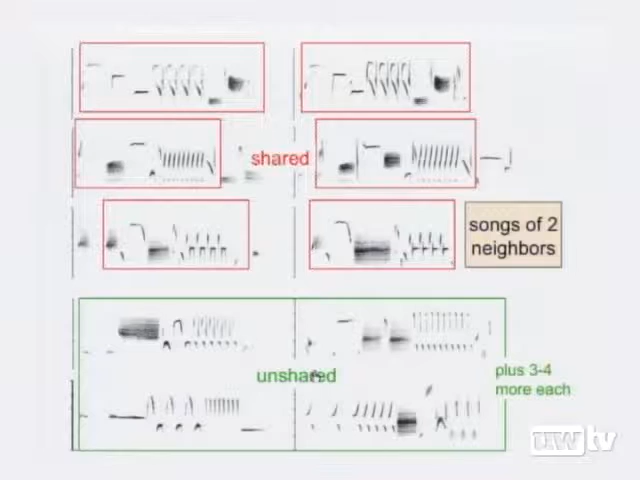 shared
songs of 2
neighbors
unshared
plus 3-4
more each
UWtv